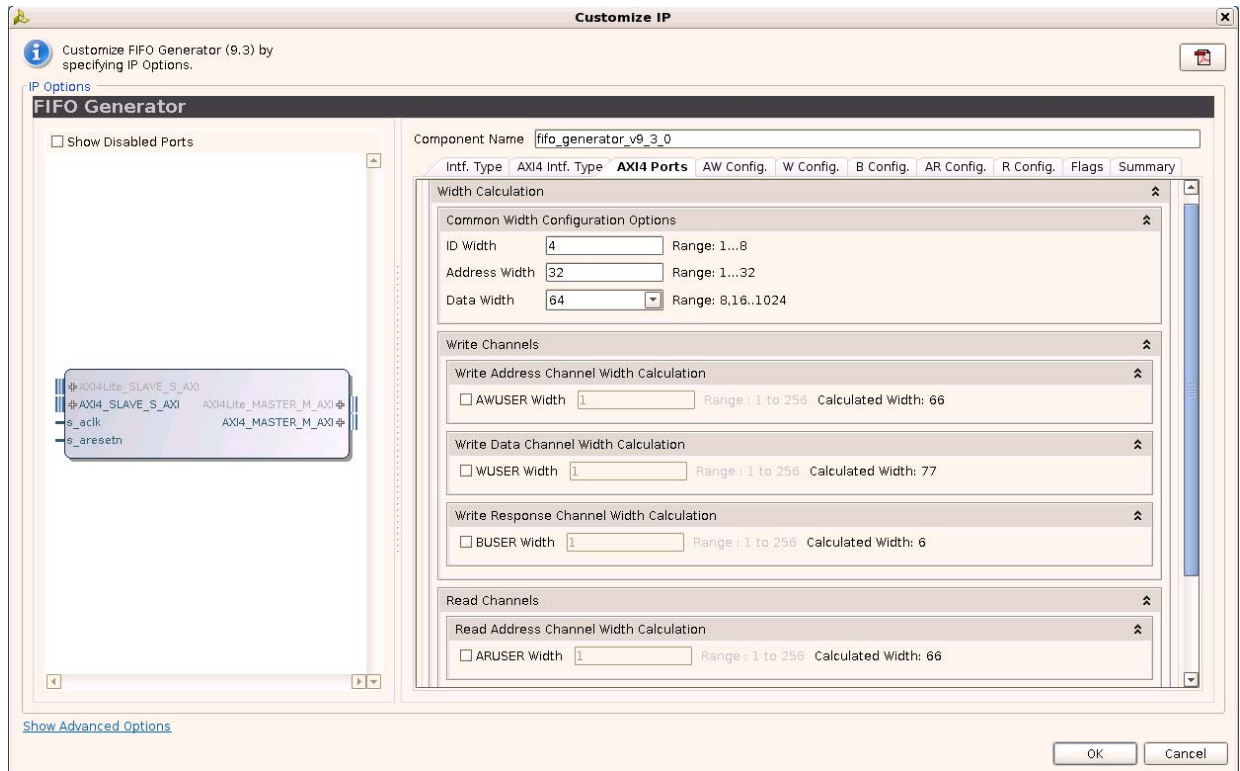 Customize IP
Customize FIFO Generator (9.3) by
specifying IP Options.
IP Options
FIFO Generator
Show Disabled Ports
AXI4Lite_SLAVE_S_AXI
AXI4_SLAVE_S_AXI AXI4Lite_MASTER_M_AXI
s_aclk AXI4_MASTER_M_AXI
s_aresetn
Component Name fifo_generator_v9_3_0
Intf. Type AXI4 Intf. Type AXI4 Ports AW Config. W Config. B Config. AR Config. R Config. Flags Summary
Width Calculation
Common Width Configuration Options
ID Width 4 Range: 1...8
Address Width 32 Range: 1...32
Data Width 64 Range: 8,16..1024
Write Channels
Write Address Channel Width Calculation
AWUSER Width 1 Range : 1 to 256 Calculated Width: 66
Write Data Channel Width Calculation
WUSER Width 1 Range : 1 to 256 Calculated Width: 77
Write Response Channel Width Calculation
BUSER Width 1 Range : 1 to 256 Calculated Width: 6
Read Channels
Read Address Channel Width Calculation
ARUSER Width 1 Range : 1 to 256 Calculated Width: 66
Show Advanced Options
OK Cancel